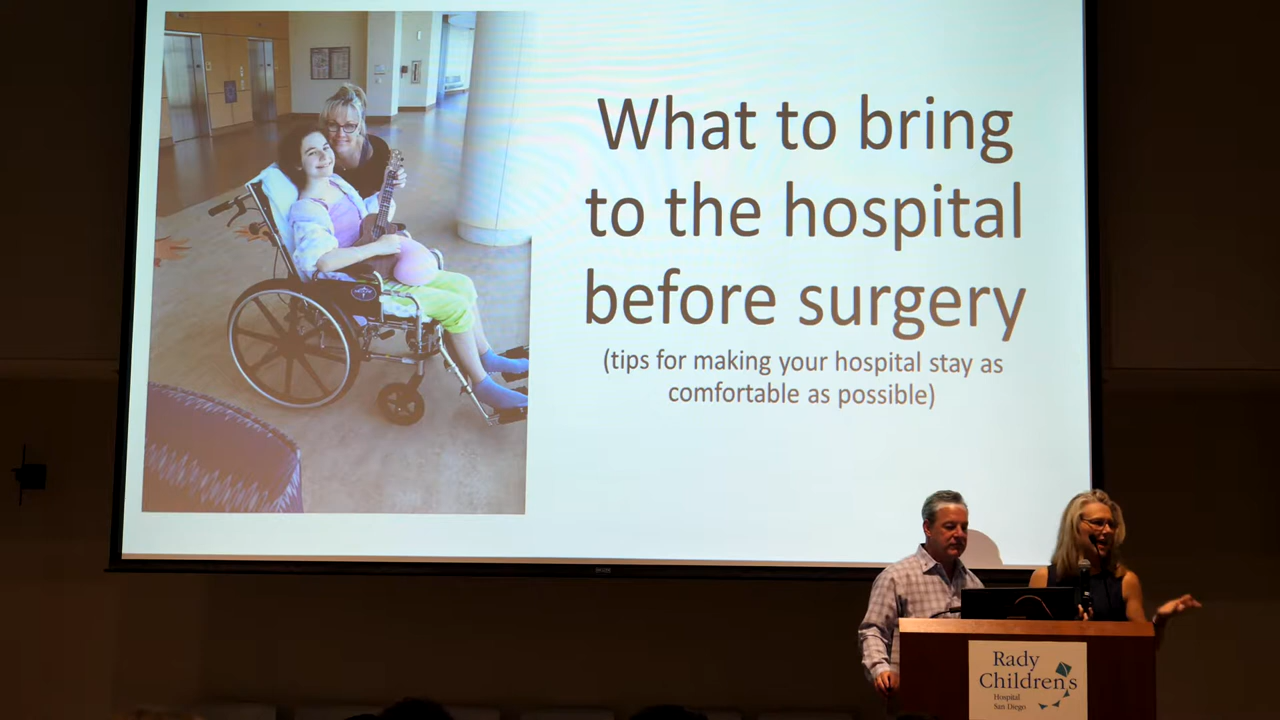 What to bring
to the hospital
before surgery
(tips for making your hospital stay as
comfortable as possible)
Rady
Children's
Hospital
San Diego